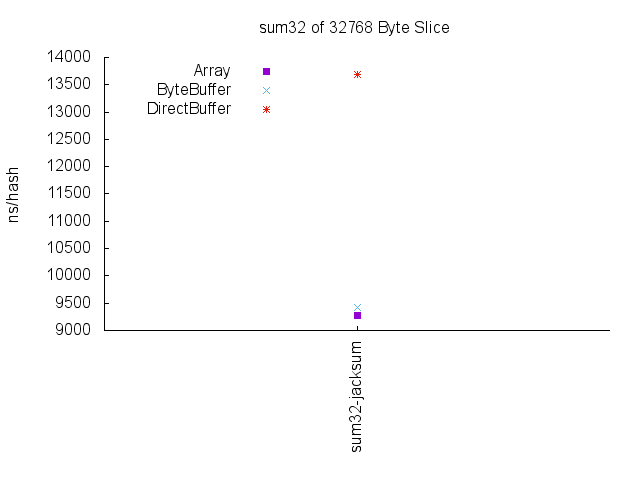 sum32 of 32768 Byte Slice
14000
13500
13000
12500
12000
11500
11000
10500
10000
9500
9000
ns/hash
Array
ByteBuffer
DirectBuffer
sum32-jacksum